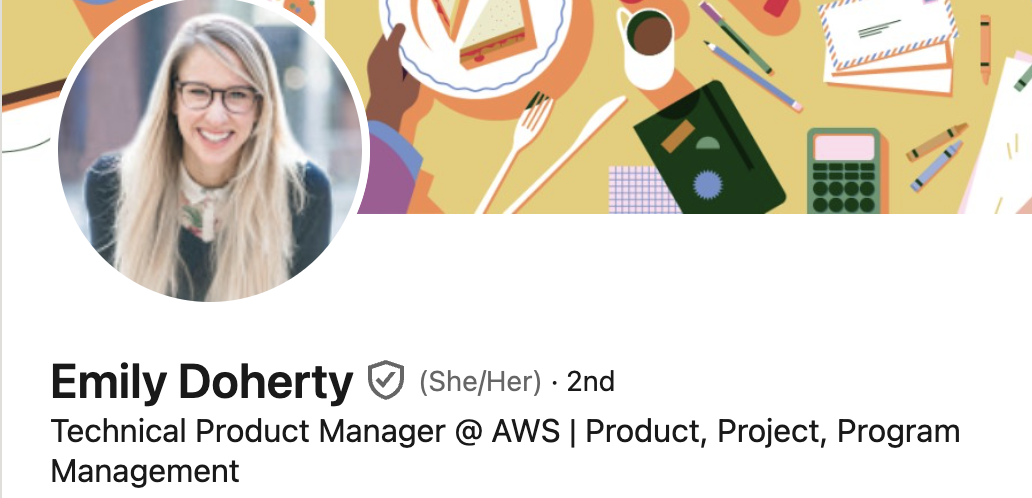 Emily Doherty (She/Her) · 2nd
Technical Product Manager @ AWS | Product, Project, Program
Management